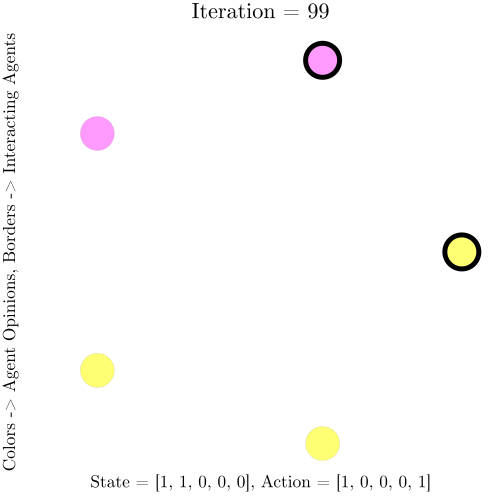 Iteration = 99
Colors -> Agent Opinions, Borders -> Interacting Agents
State = [1, 1, 0, 0, 0], Action = [1, 0, 0, 0, 1]